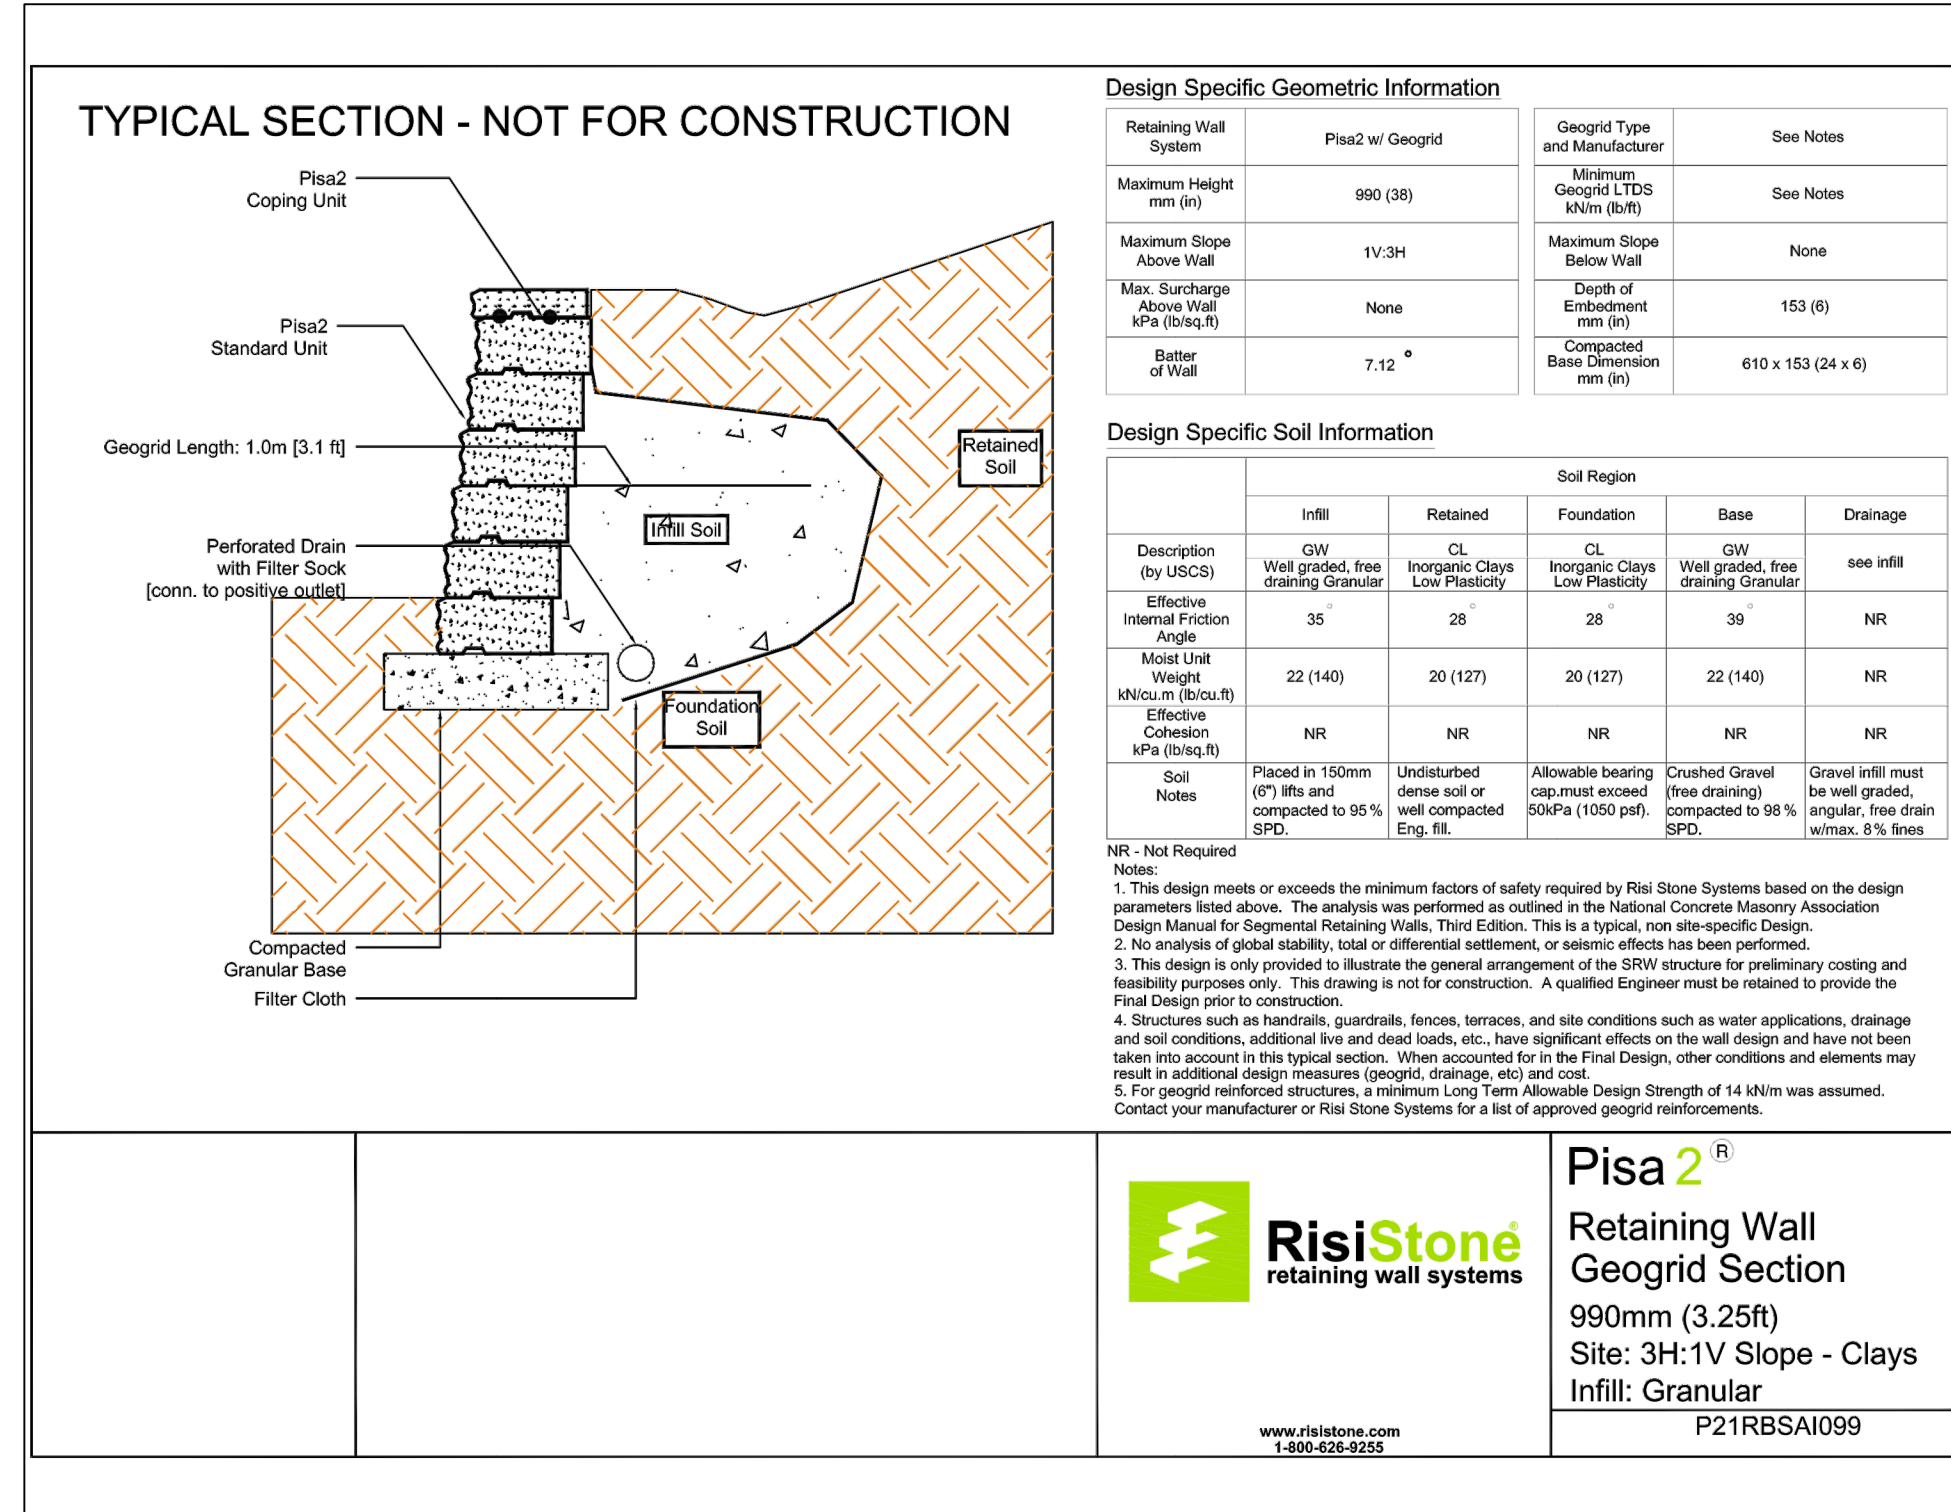 TYPICAL SECTION - NOT FOR CONSTRUCTION
Pisa2
Coping Unit
Pisa2
Standard Unit
Geogrid Length: 1.0m [3.1 ft]
Perforated Drain
with Filter Sock
[conn. to positive outlet]
Retained
Soil
Infill Soil
Foundation
Soil
Compacted
Granular Base
Filter Cloth
Design Specific Geometric Information
Retaining Wall
System
Pisa2 w/ Geogrid
Geogrid Type
and Manufacturer
See Notes
Maximum Height
mm (in)
990 (38)
Minimum
Geogrid LTDS
kN/m (lb/ft)
See Notes
Maximum Slope
Above Wall
1V:3H
Maximum Slope
Below Wall
None
Max. Surcharge
Above Wall
kPa (lb/sq.ft)
None
Depth of
Embedment
mm (in)
153 (6)
Batter
of Wall
7.12 °
Compacted
Base Dimension
mm (in)
610 x 153 (24 x 6)
Design Specific Soil Information
Soil Region
Infill
Retained
Foundation
Base
Drainage
Description
(by USCS)
GW
Well graded, free
draining Granular
CL
Inorganic Clays
Low Plasticity
CL
Inorganic Clays
Low Plasticity
GW
Well graded, free
draining Granular
see infill
Effective
Internal Friction
Angle
35 °
28 °
28 °
39 °
NR
Moist Unit
Weight
kN/cu.m (lb/cu.ft)
22 (140)
20 (127)
20 (127)
22 (140)
NR
Effective
Cohesion
kPa (lb/sq.ft)
NR
NR
NR
NR
NR
Soil
Notes
Placed in 150mm
(6") lifts and
compacted to 95%
SPD.
Undisturbed
dense soil or
well compacted
Eng. fill.
Allowable bearing
cap.must exceed
50kPa (1050 psf).
Crushed Gravel
(free draining)
compacted to 98%
SPD.
Gravel infill must
be well graded,
angular, free drain
w/max. 8% fines
NR - Not Required
Notes:
1. This design meets or exceeds the minimum factors of safety required by Risi Stone Systems based on the design
parameters listed above. The analysis was performed as outlined in the National Concrete Masonry Association
Design Manual for Segmental Retaining Walls, Third Edition. This is a typical, non site-specific Design.
2. No analysis of global stability, total or differential settlement, or seismic effects has been performed.
3. This design is only provided to illustrate the general arrangement of the SRW structure for preliminary costing and
feasibility purposes only. This drawing is not for construction. A qualified Engineer must be retained to provide the
Final Design prior to construction.
4. Structures such as handrails, guardrails, fences, terraces, and site conditions such as water applications, drainage
and soil conditions, additional live and dead loads, etc., have significant effects on the wall design and have not been
taken into account in this typical section. When accounted for in the Final Design, other conditions and elements may
result in additional design measures (geogrid, drainage, etc) and cost.
5. For geogrid reinforced structures, a minimum Long Term Allowable Design Strength of 14 kN/m was assumed.
Contact your manufacturer or Risi Stone Systems for a list of approved geogrid reinforcements.
RisiStone®
retaining wall systems
www.risistone.com
1-800-626-9255
Pisa 2 ®
Retaining Wall
Geogrid Section
990mm (3.25ft)
Site: 3H:1V Slope - Clays
Infill: Granular
P21RBSAI099